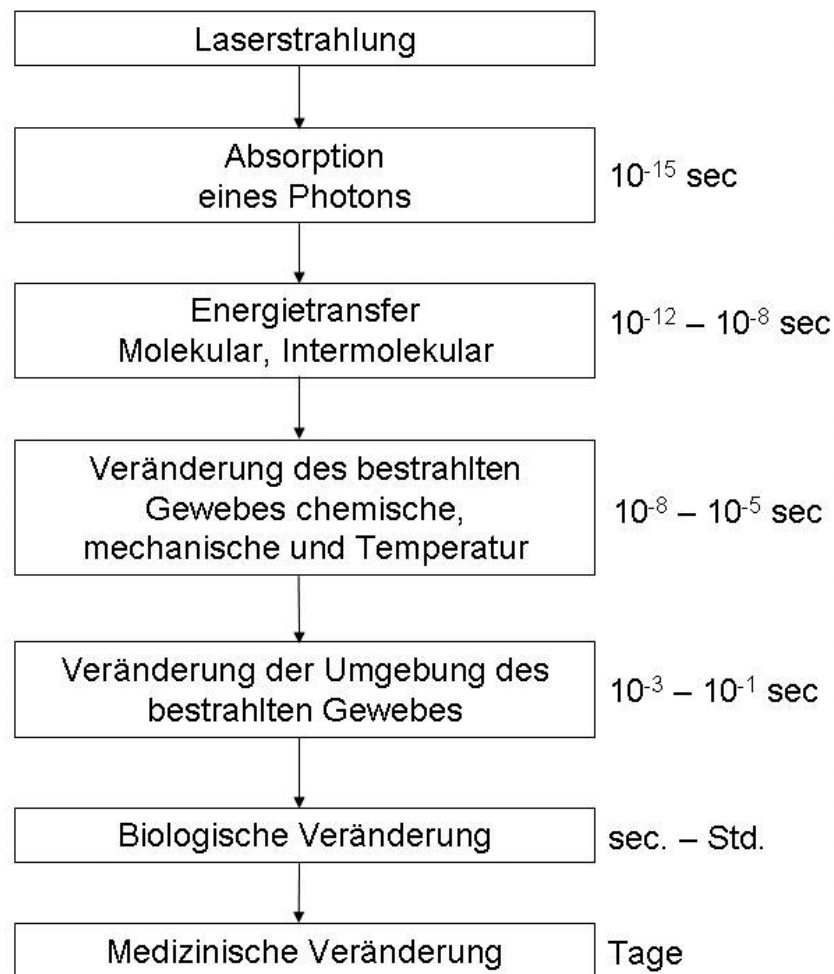 Laserstrahlung
Absorption
eines Photons
10⁻¹⁵ sec
Energietransfer
Molekular, Intermolekular
10⁻¹² – 10⁻⁸ sec
Veränderung des bestrahlten
Gewebes chemische,
mechanische und Temperatur
10⁻⁸ – 10⁻⁵ sec
Veränderung der Umgebung des
bestrahlten Gewebes
10⁻³ – 10⁻¹ sec
Biologische Veränderung
sec. – Std.
Medizinische Veränderung
Tage